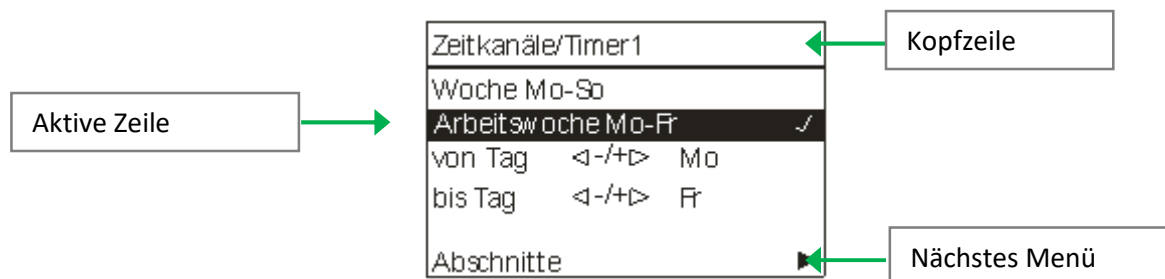 Zeitkanäle/Timer1
Kopfzeile
Woche Mo-So
Aktive Zeile
Arbeitswoche Mo-Fr ✓
von Tag ◁-/+▷ Mo
bis Tag ◁-/+▷ Fr
Abschnitte ▶
Nächstes Menü